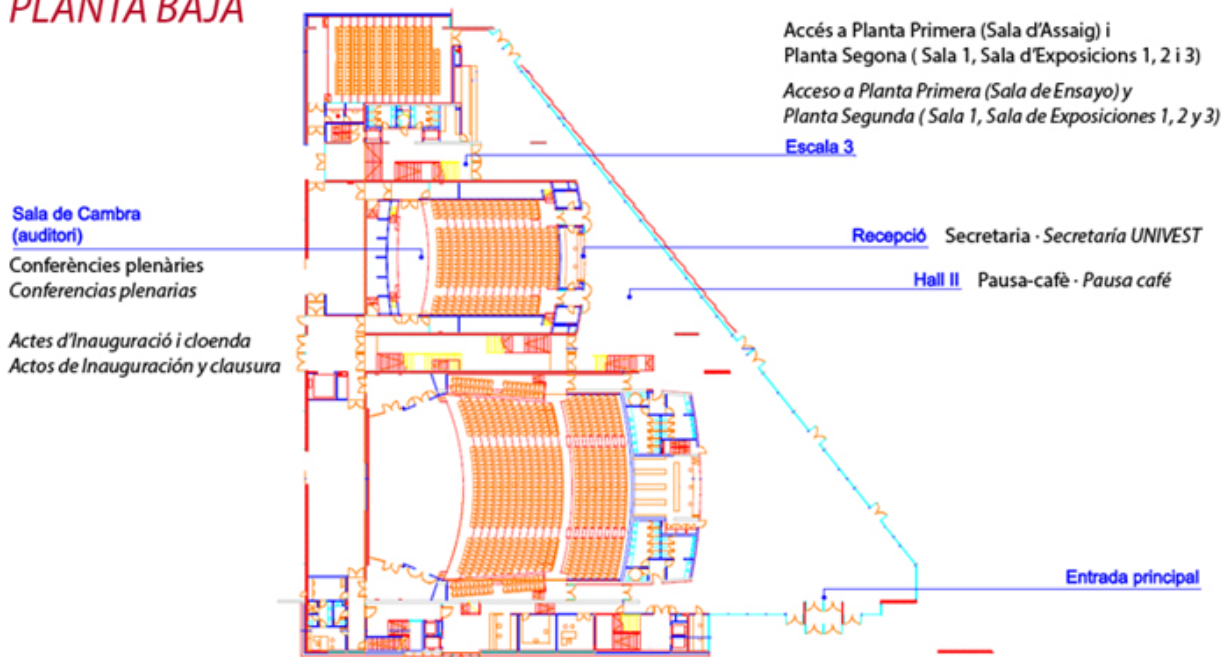 PLANTA BAJA
Accés a Planta Primera (Sala d'Assaig) i
Planta Segona ( Sala 1, Sala d'Exposicions 1, 2 i 3)
Acceso a Planta Primera (Sala de Ensayo) y
Planta Segunda ( Sala 1, Sala de Exposiciones 1, 2 y 3)
Escala 3
Sala de Cambra
(auditori)
Conferències plenàries
Conferencias plenarias
Actes d'Inauguració i cloenda
Actos de Inauguración y clausura
Recepció Secretaria · Secretaría UNIVEST
Hall II Pausa-cafè · Pausa café
Entrada principal